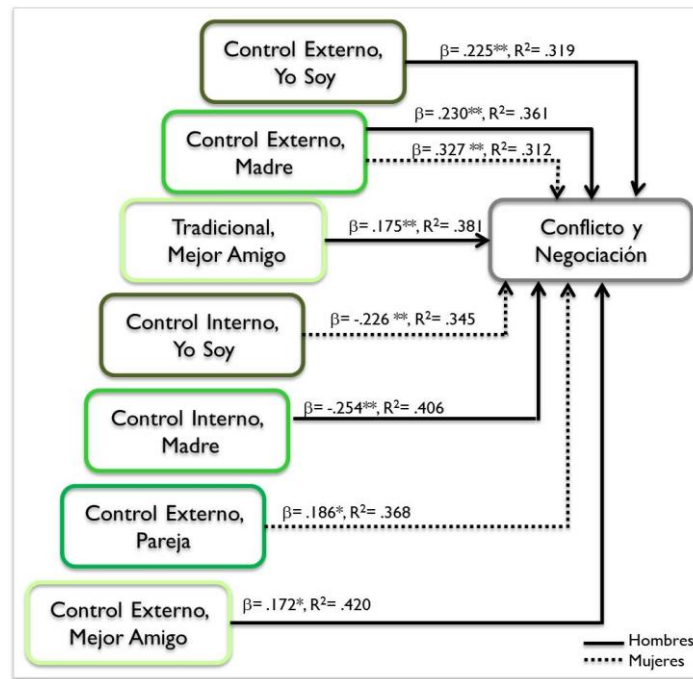 Control Externo,
Yo Soy
β= .225**, R²= .319
Control Externo,
Madre
β= .230**, R²= .361
β= .327 **, R²= .312
Tradicional,
Mejor Amigo
β= .175**, R²= .381
Conflicto y
Negociación
Control Interno,
Yo Soy
β= -.226 **, R²= .345
Control Interno,
Madre
β= -.254**, R²= .406
Control Externo,
Pareja
β= .186*, R²= .368
Control Externo,
Mejor Amigo
β= .172*, R²= .420
Hombres
Mujeres